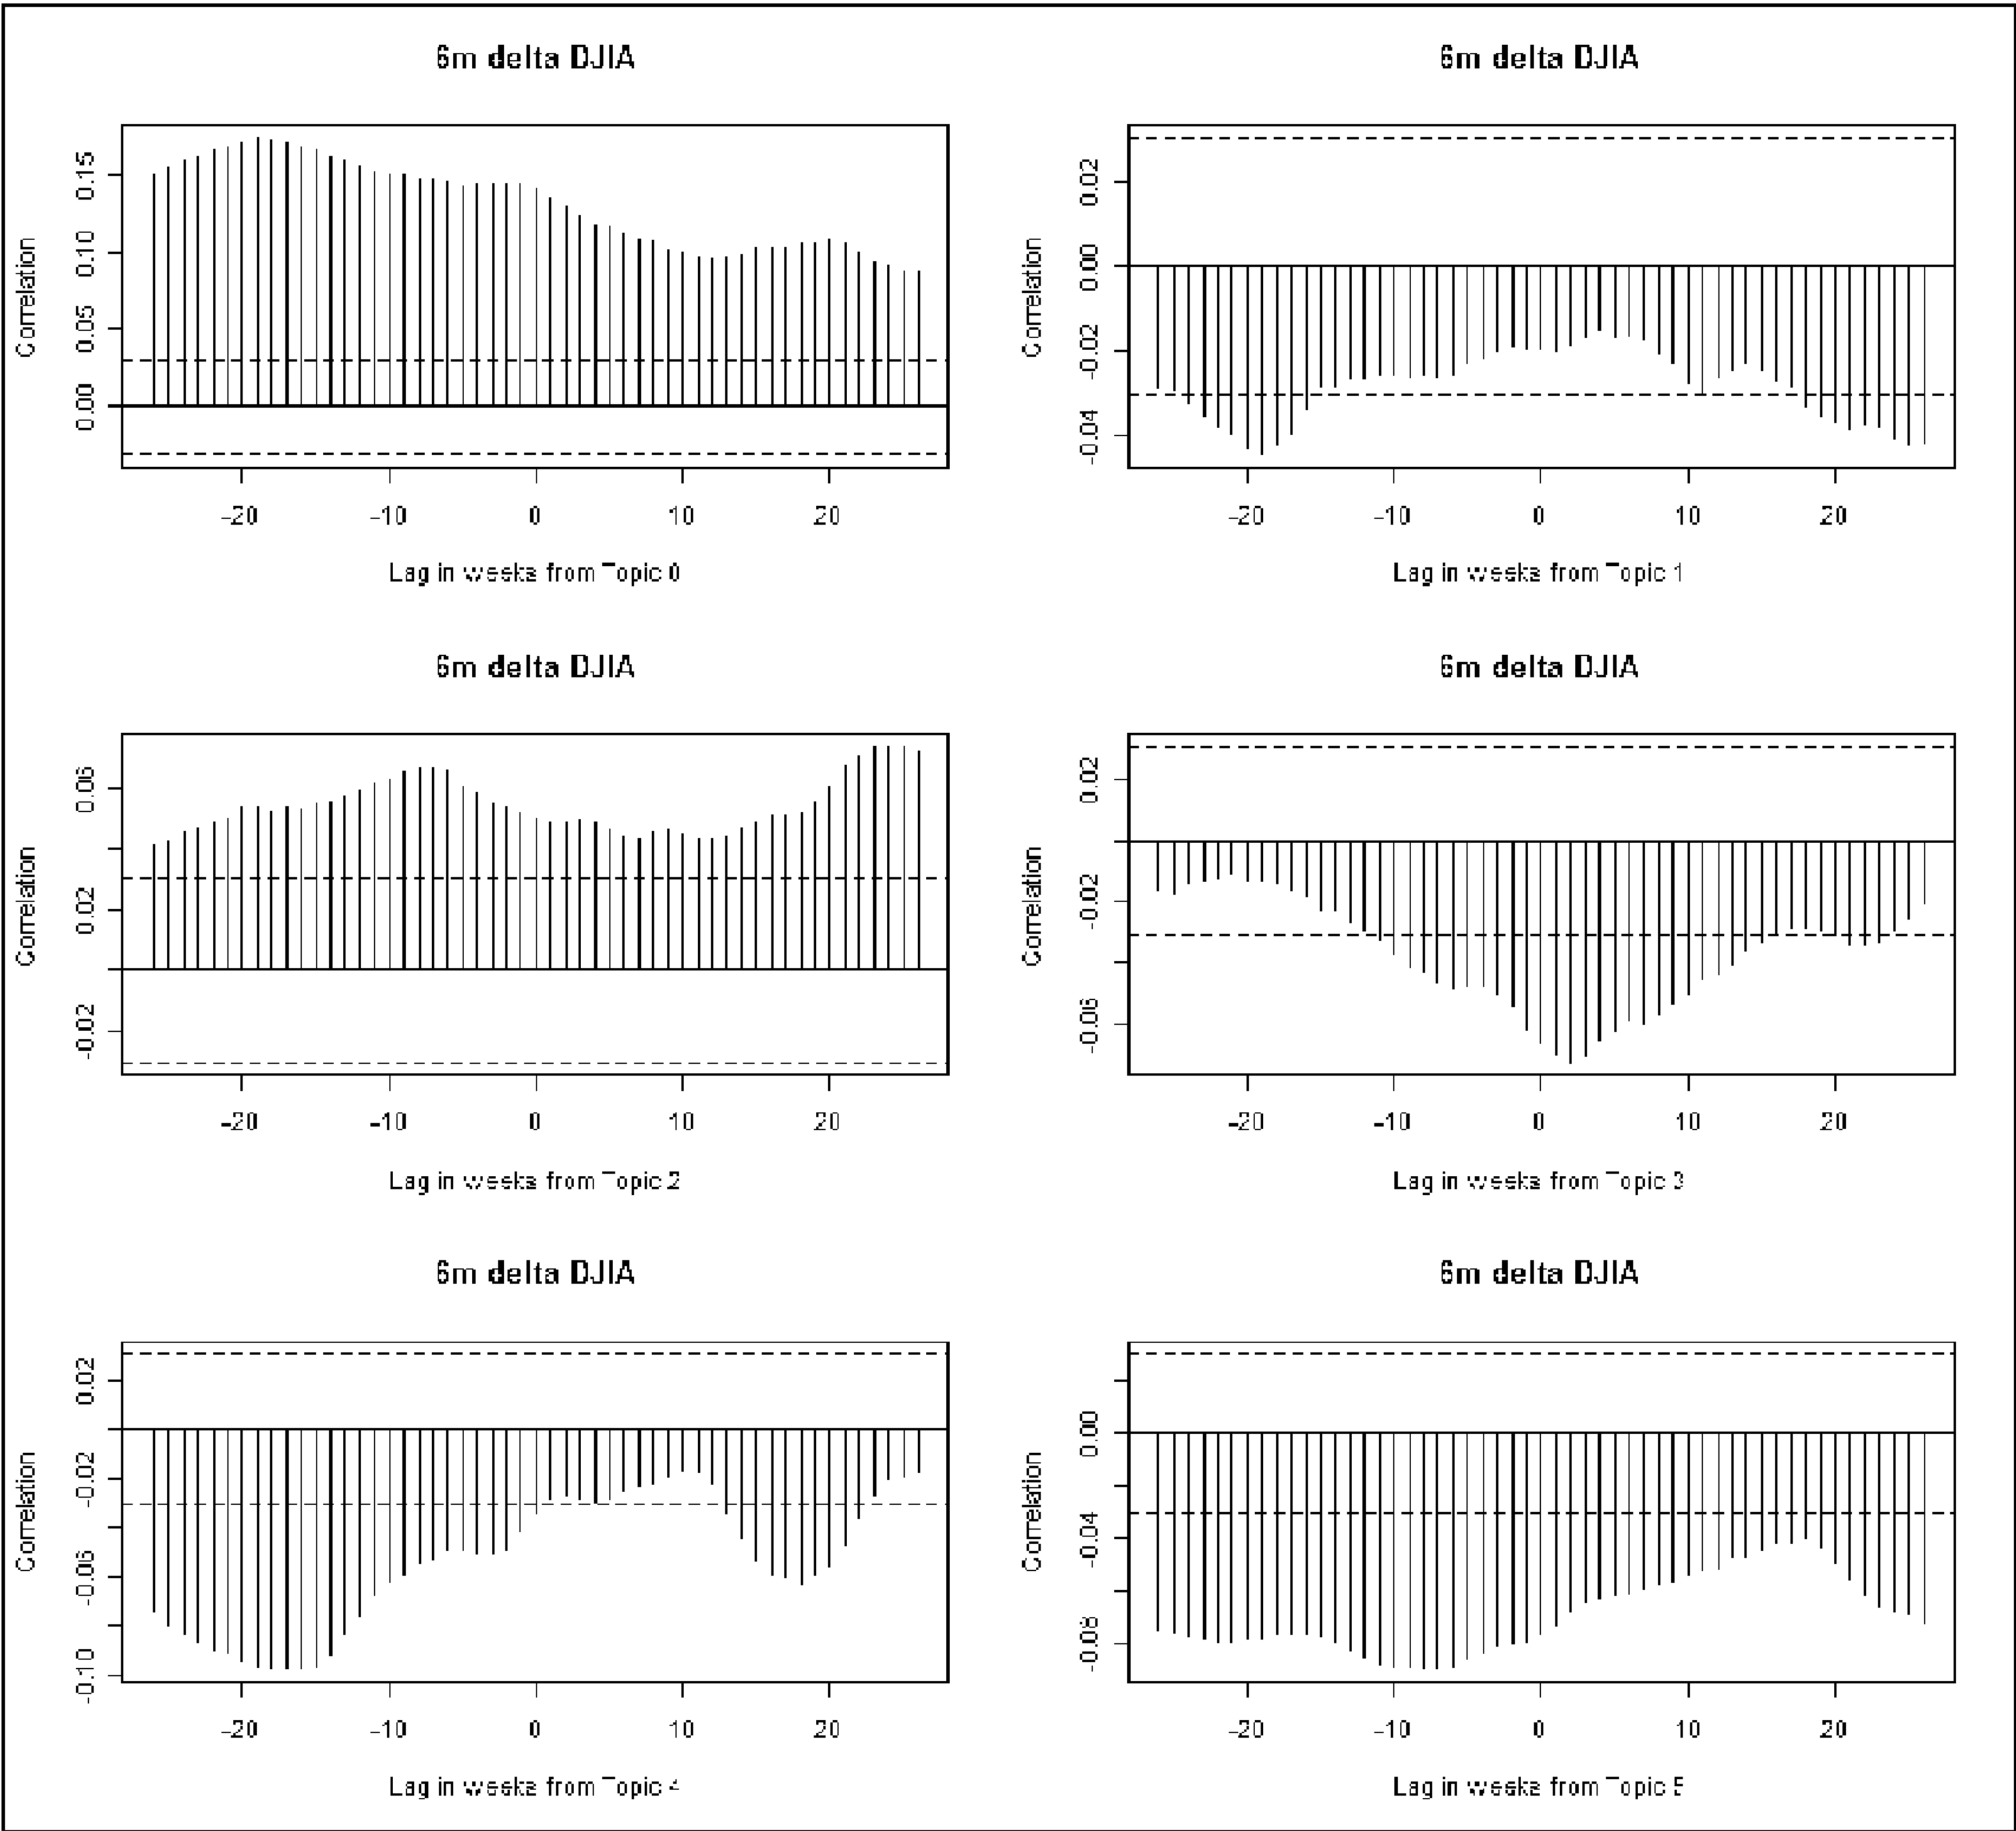 6m delta DJIA
Correlation
0.00 0.05 0.10 0.15
-20 -10 0 10 20
Lag in weeks from Topic 0
6m delta DJIA
Correlation
-0.04 -0.02 0.00 0.02
-20 -10 0 10 20
Lag in weeks from Topic 1
6m delta DJIA
Correlation
-0.02 0.02 0.06
-20 -10 0 10 20
Lag in weeks from Topic 2
6m delta DJIA
Correlation
-0.06 -0.02 0.02
-20 -10 0 10 20
Lag in weeks from Topic 3
6m delta DJIA
Correlation
-0.10 -0.06 -0.02 0.02
-20 -10 0 10 20
Lag in weeks from Topic 4
6m delta DJIA
Correlation
-0.08 -0.04 0.00
-20 -10 0 10 20
Lag in weeks from Topic 5